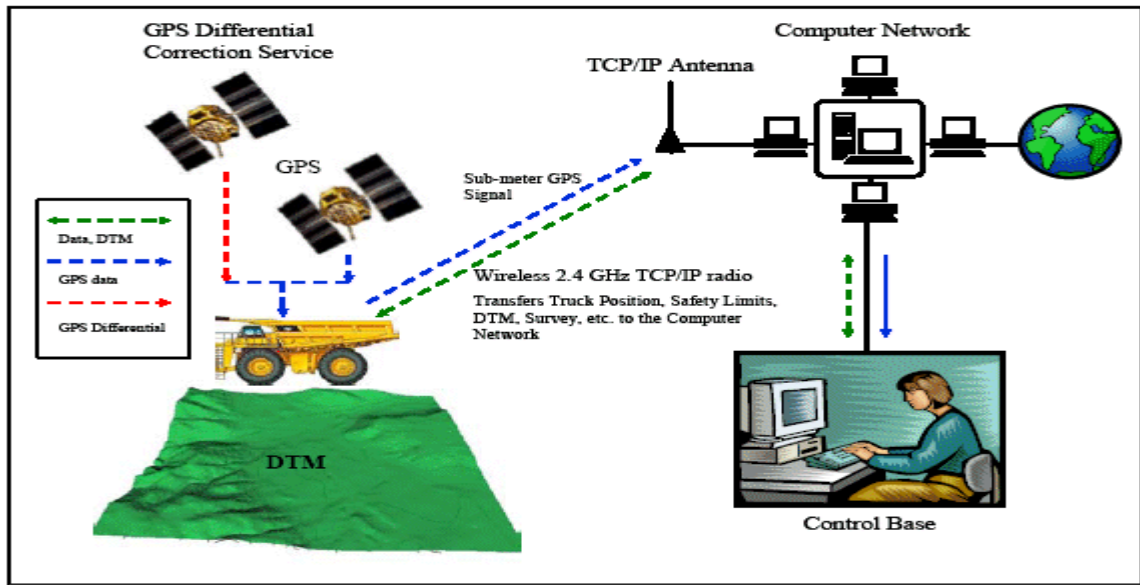 GPS Differential
Correction Service
GPS
Data, DTM
GPS data
GPS Differential
DTM
Sub-meter GPS
Signal
Wireless 2.4 GHz TCP/IP radio
Transfers Truck Position, Safety Limits,
DTM, Survey, etc. to the Computer
Network
TCP/IP Antenna
Computer Network
Control Base